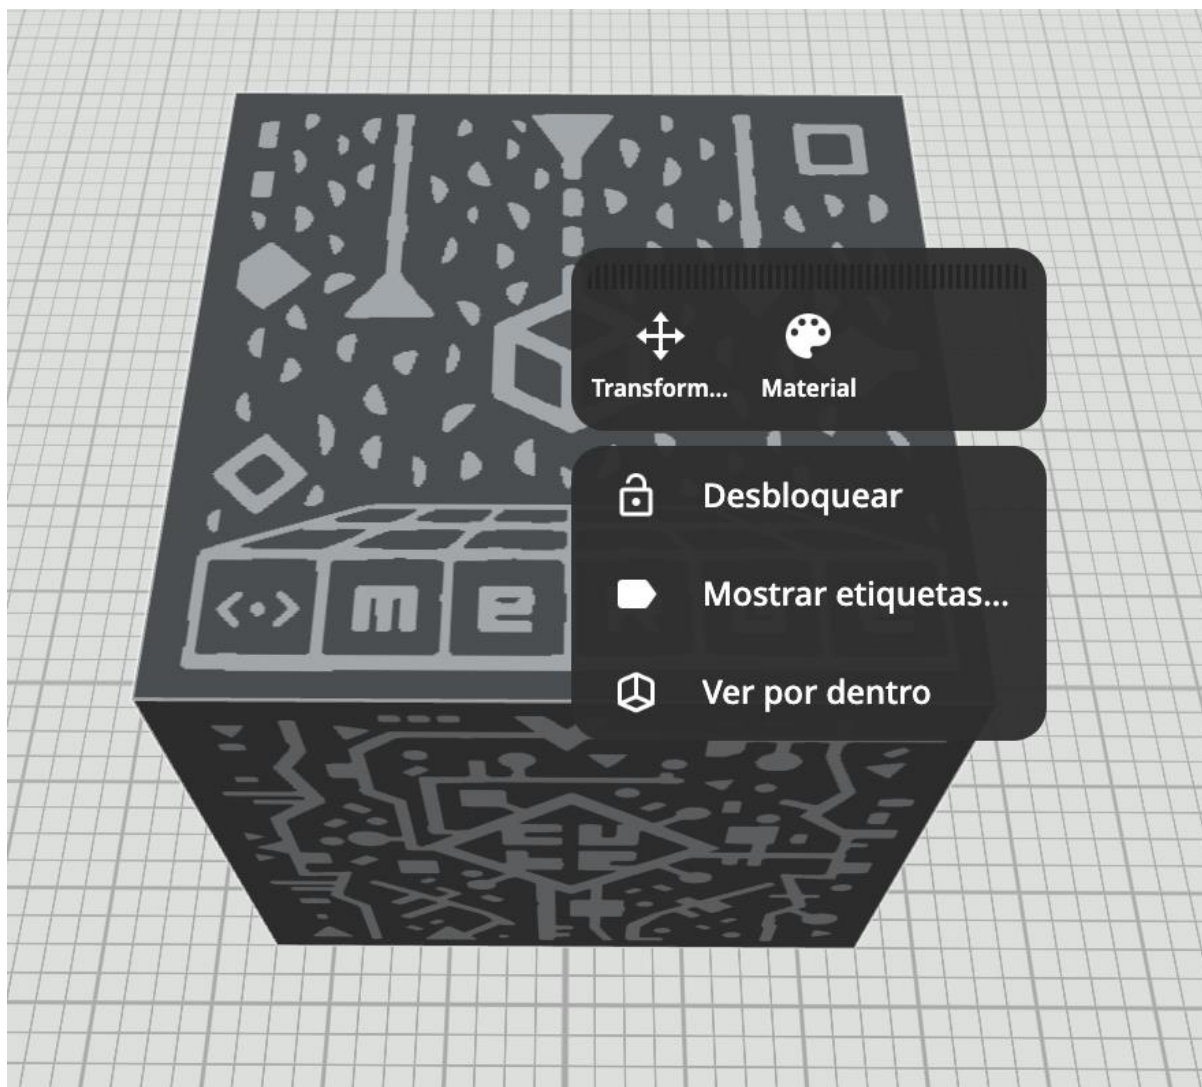 Transform...
Material
Desbloquear
Mostrar etiquetas...
Ver por dentro
me